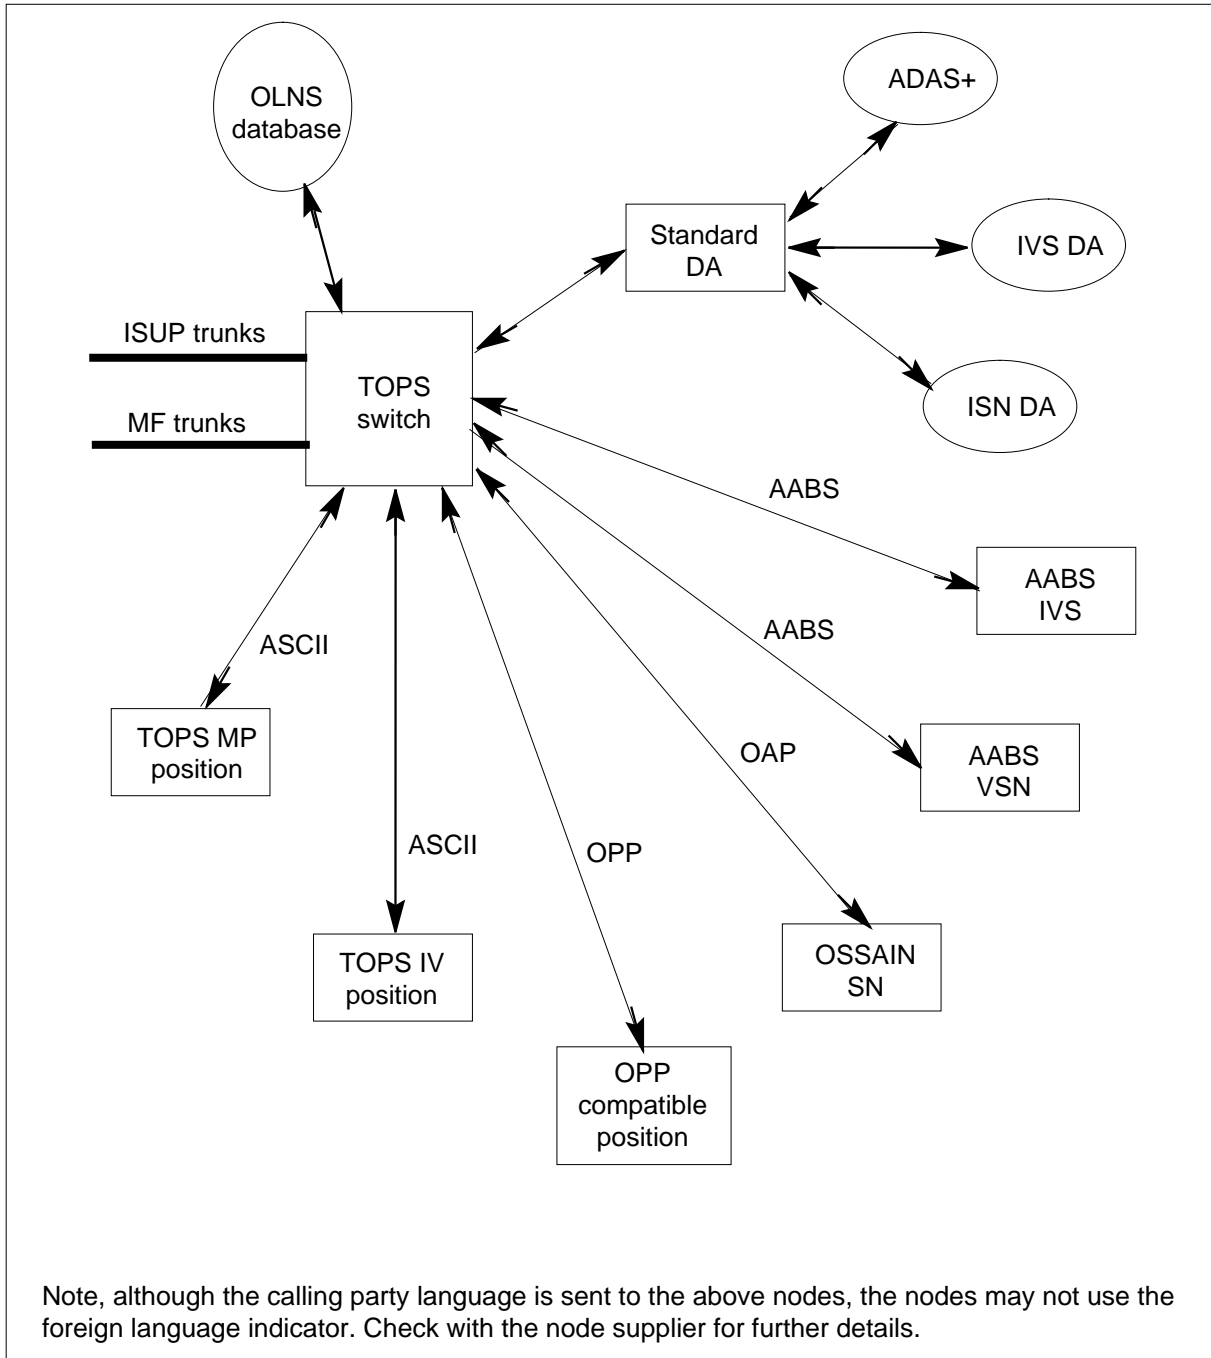 OLNS
database
ADAS+
Standard
DA
IVS DA
ISUP trunks
TOPS
switch
MF trunks
ISN DA
AABS
AABS
IVS
AABS
ASCII
TOPS MP
position
OAP
AABS
VSN
ASCII
OPP
TOPS IV
position
OSSAIN
SN
OPP
compatible
position
Note, although the calling party language is sent to the above nodes, the nodes may not use the
foreign language indicator. Check with the node supplier for further details.